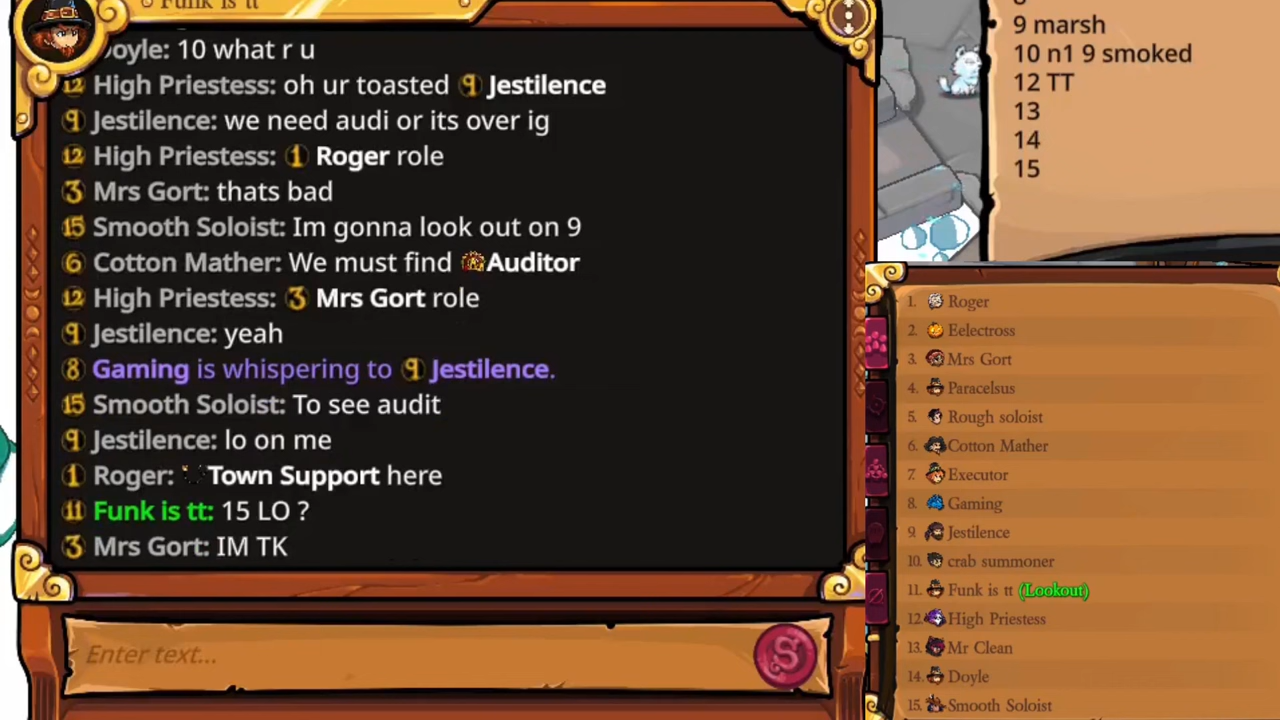 Funk is tt
Doyle: 10 what r u
12 High Priestess: oh ur toasted 9 Jestilence
9 Jestilence: we need audi or its over ig
12 High Priestess: 1 Roger role
3 Mrs Gort: thats bad
15 Smooth Soloist: Im gonna look out on 9
6 Cotton Mather: We must find Auditor
12 High Priestess: 3 Mrs Gort role
9 Jestilence: yeah
8 Gaming is whispering to 9 Jestilence.
15 Smooth Soloist: To see audit
9 Jestilence: lo on me
1 Roger: Town Support here
11 Funk is tt: 15 LO ?
3 Mrs Gort: IM TK
Enter text...
S
9 marsh
10 n1 9 smoked
12 TT
13
14
15
1. Roger
2. Eelectross
3. Mrs Gort
4. Paracelsus
5. Rough soloist
6. Cotton Mather
7. Executor
8. Gaming
9. Jestilence
10. crab summoner
11. Funk is tt (Lookout)
12. High Priestess
13. Mr Clean
14. Doyle
15. Smooth Soloist